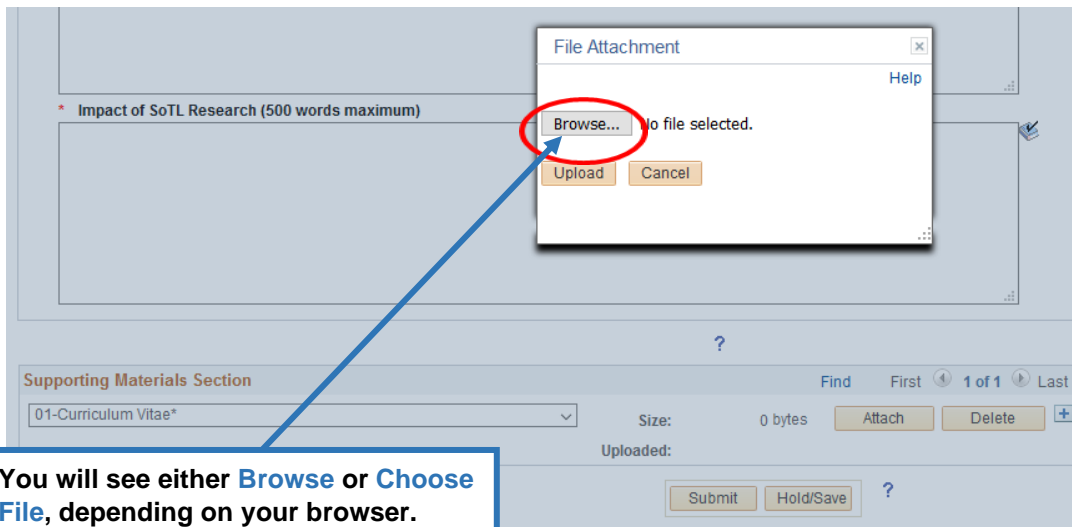 File Attachment
Help
* Impact of SoTL Research (500 words maximum)
Browse... No file selected.
Upload Cancel
?
Supporting Materials Section Find First 1 of 1 Last
01-Curriculum Vitae* Size: 0 bytes Attach Delete
Uploaded:
You will see either Browse or Choose
File, depending on your browser.
Submit Hold/Save ?